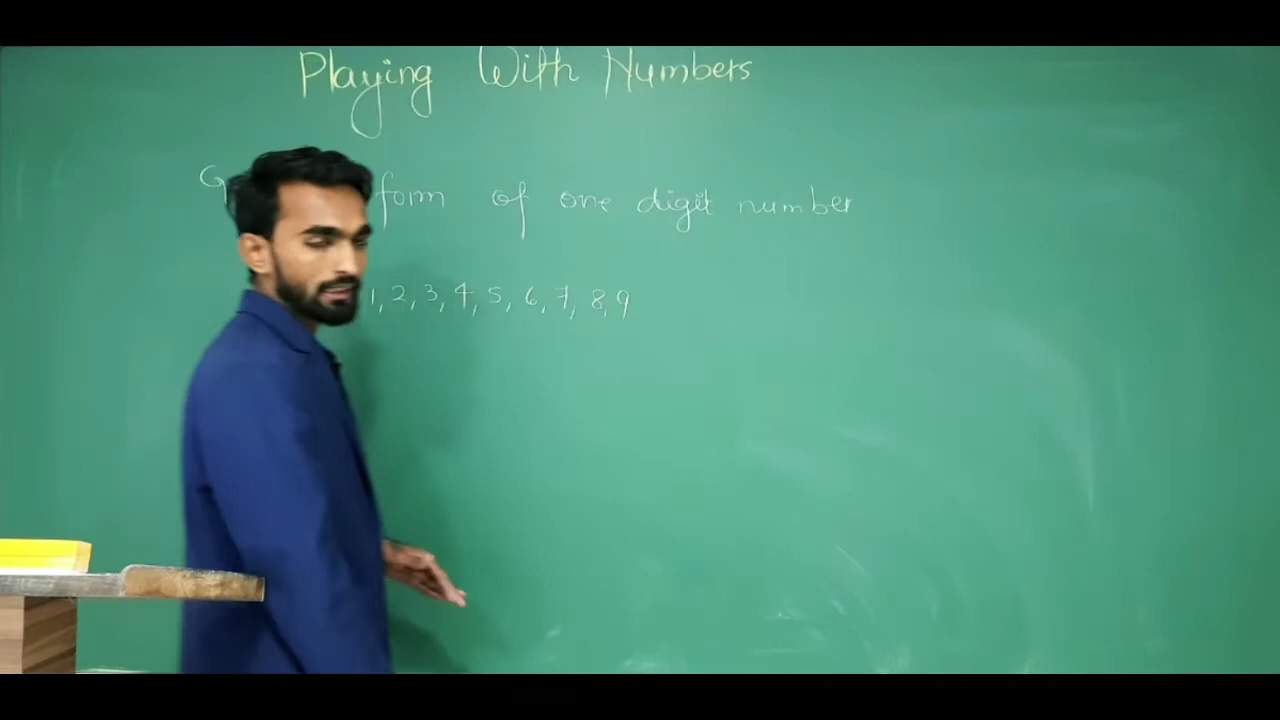 Playing With Numbers
form of one digit number
1, 2, 3, 4, 5, 6, 7, 8, 9